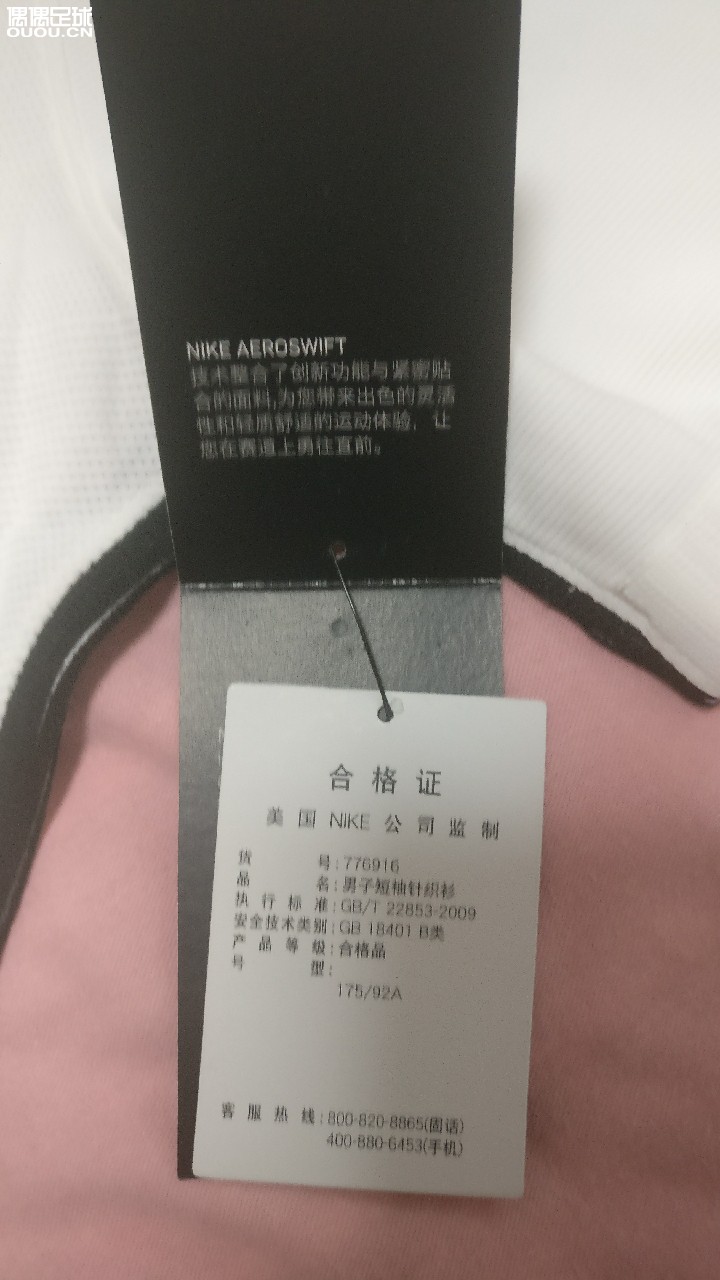 偶偶足球
OUOU.CN
NIKE AEROSWIFT
技术整合了创新功能与紧密贴
合的面料,为您带来出色的灵活
性和轻质舒适的运动体验,让
您在赛道上勇往直前。
合格证
美国NIKE公司监制
货号:776916
品名:男子短袖针织衫
执行标准:GB/T 22853-2009
安全技术类别:GB 18401 B类
产品等级:合格品
号型:
175/92A
客服热线:800-820-8865(固话)
400-880-6453(手机)